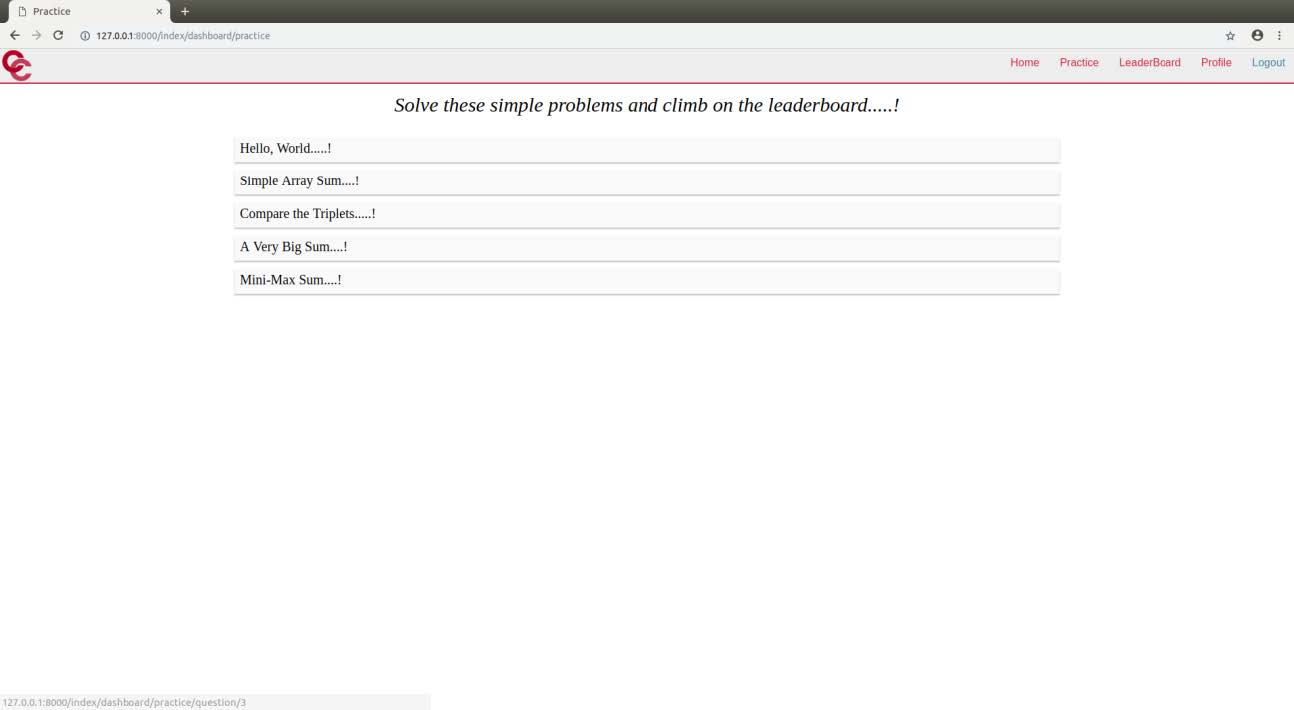 Practice
127.0.0.1:8000/index/dashboard/practice
CC
Home Practice LeaderBoard Profile Logout
Solve these simple problems and climb on the leaderboard.....!
Hello, World.....!
Simple Array Sum....!
Compare the Triplets.....!
A Very Big Sum....!
Mini-Max Sum....!
127.0.0.1:8000/index/dashboard/practice/question/3